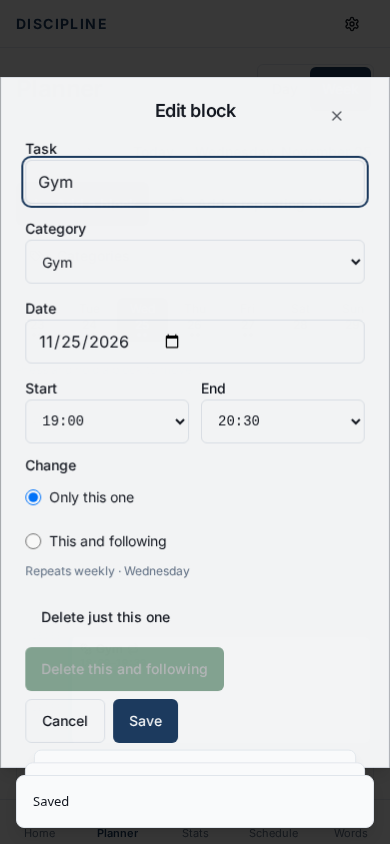 DISCIPLINE
Edit block
Task
Gym
Category
Gym
Date
11/25/2026
Start End
19:00 20:30
Change
Only this one
This and following
Repeats weekly · Wednesday
Delete just this one
Delete this and following
Cancel Save
Saved
Home Planner Stats Schedule Words